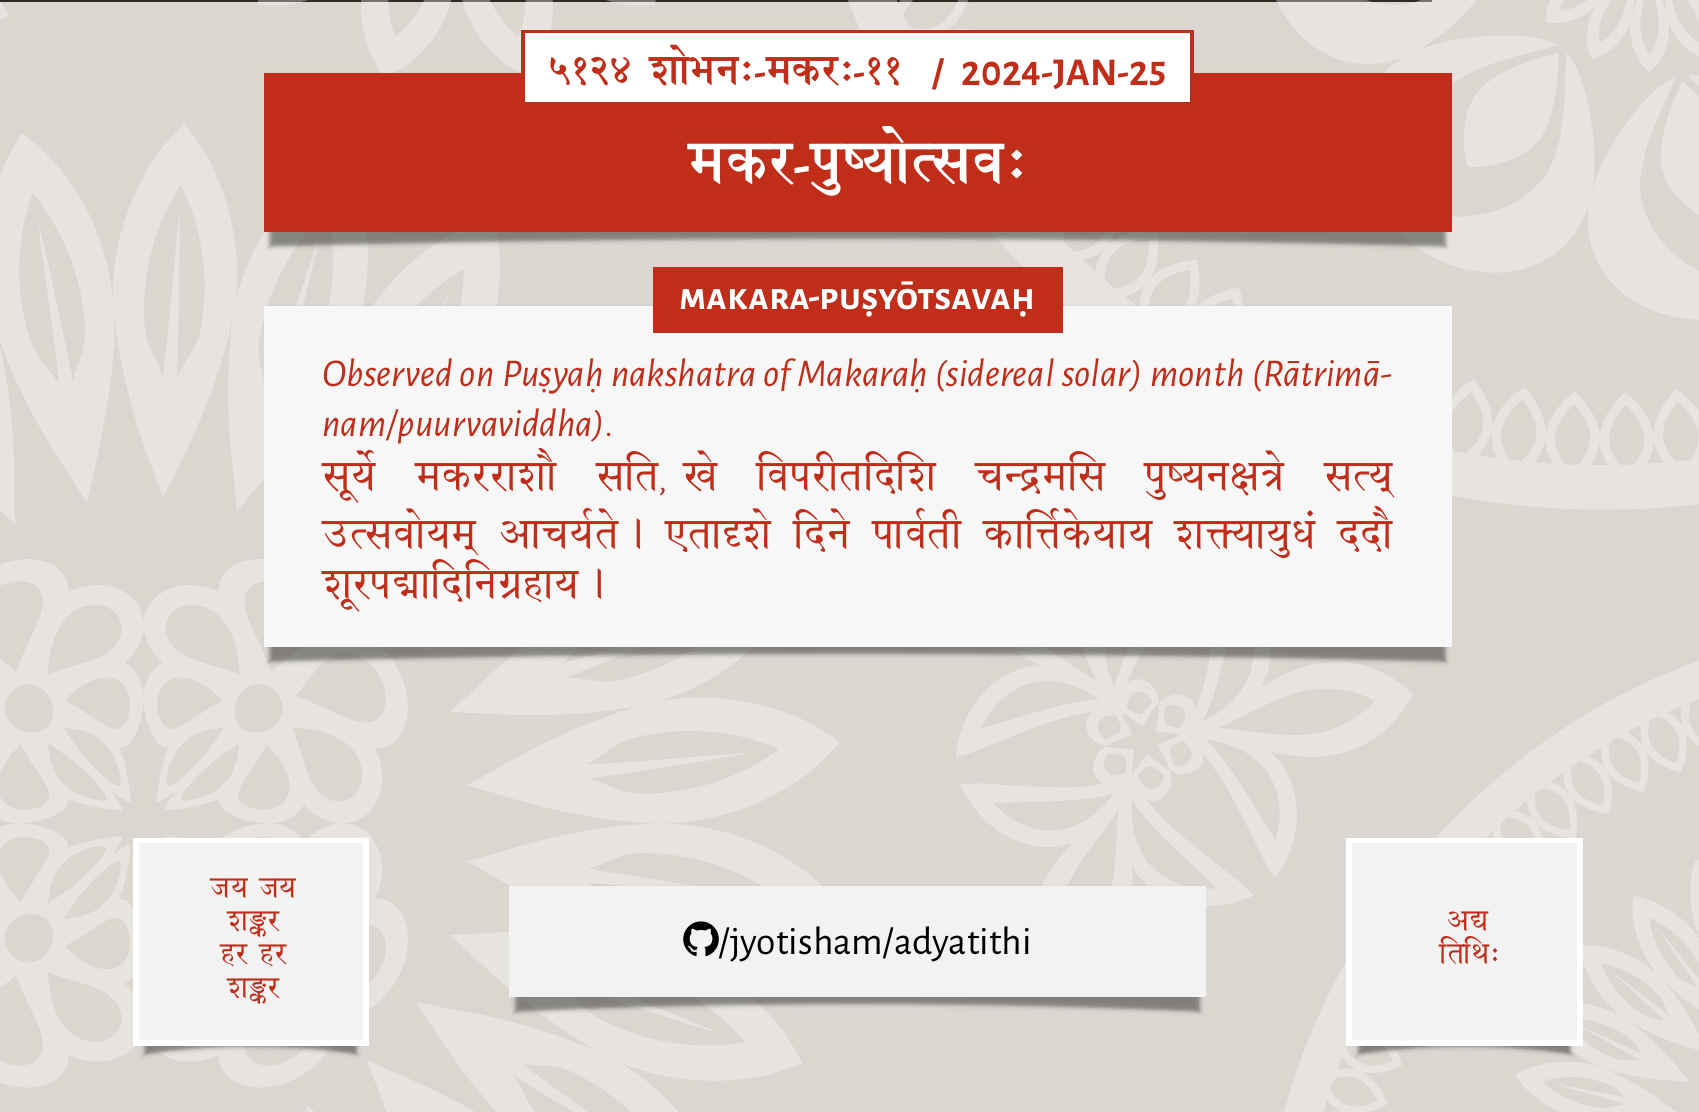 ५१२४ शोभनः-मकरः-११ / 2024-JAN-25
मकर-पुष्योत्सवः
MAKARA-PUṢYŌTSAVAḤ
Observed on Puṣyaḥ nakshatra of Makaraḥ (sidereal solar) month (Rātrimā-
nam/puurvaviddha).
सूर्ये मकरराशौ सति, खे विपरीतदिशि चन्द्रमसि पुष्यनक्षत्रे सत्य्
उत्सवोयम् आचर्यते। एतादृशे दिने पार्वती कार्त्तिकेयाय शक्त्यायुधं ददौ
शूरपद्मादिनिग्रहाय ।
जय जय
शङ्कर
हर हर
शङ्कर
/jyotisham/adyatithi
अद्य
तिथिः